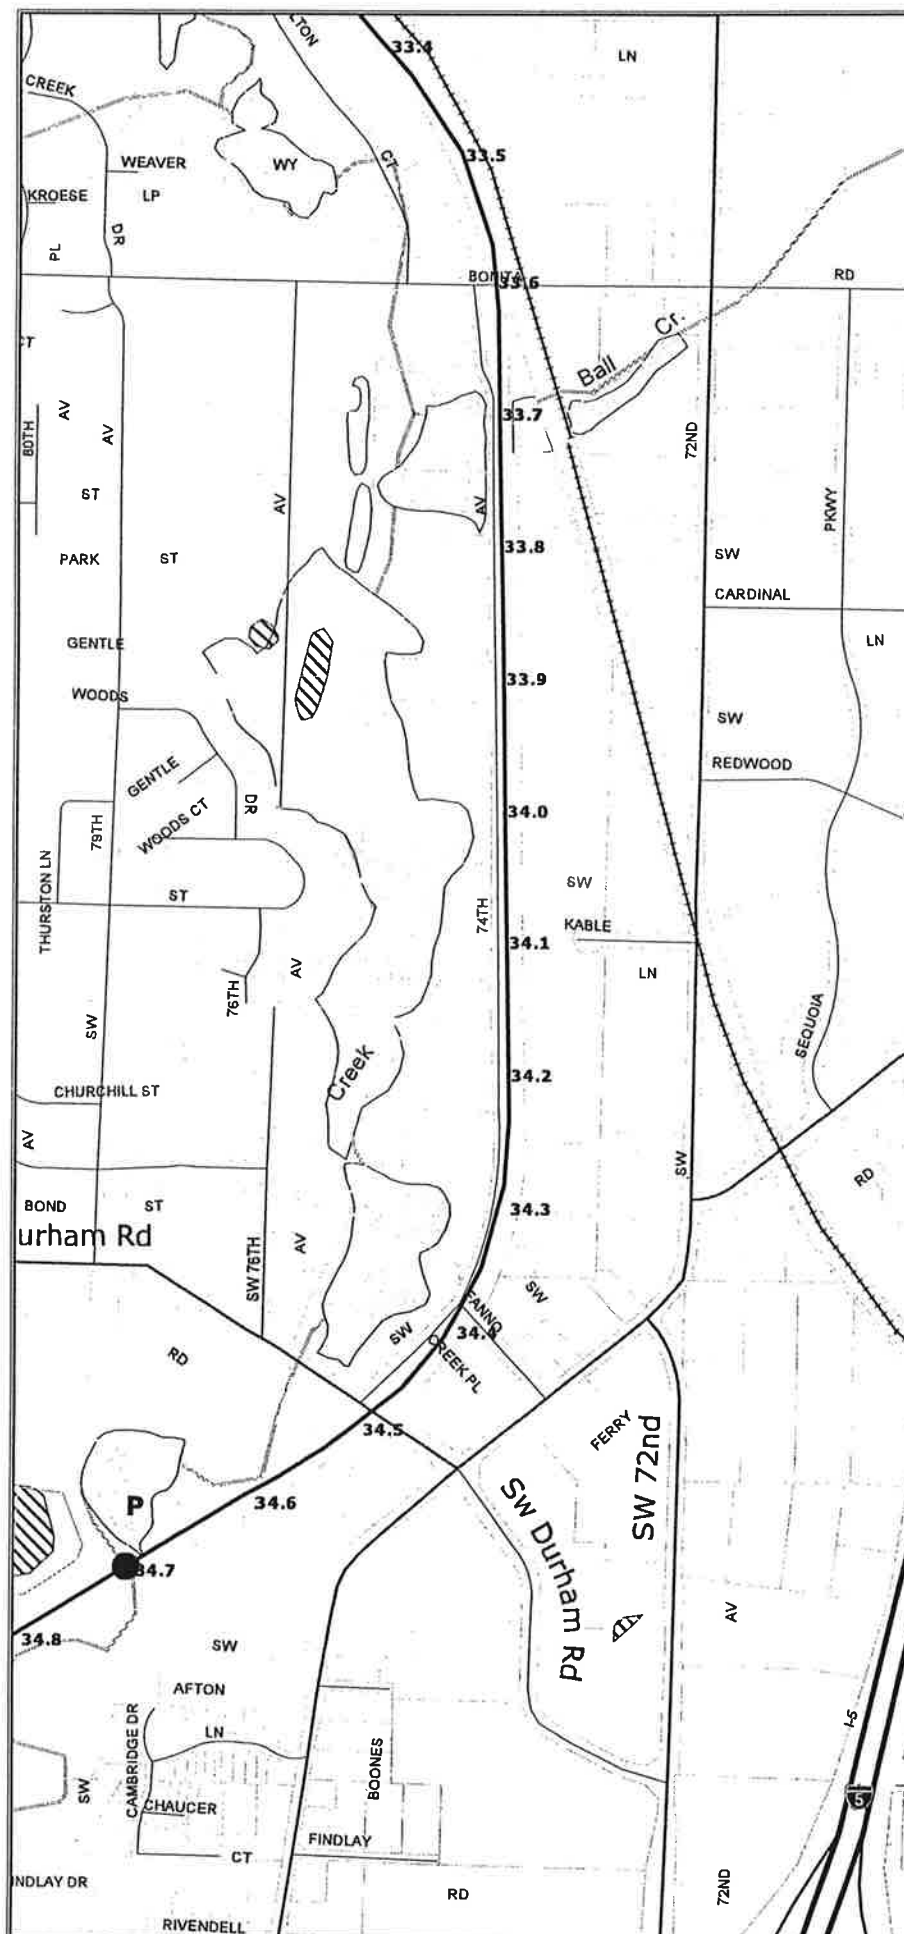 LTON
33.4
LN
CREEK
33.5
CT
WEAVER
WY
KROESE
LP
DR
PL
BONITA
33.6
RD
CT
Ball Cr.
33.7
80TH
AV
AV
72ND
ST
AV
AV
PKWY
33.8
PARK
ST
SW
CARDINAL
GENTLE
LN
33.9
WOODS
SW
REDWOOD
GENTLE
DR
34.0
WOODS CT
79TH
THURSTON LN
SW
ST
74TH
KABLE
34.1
AV
LN
76TH
SW
SEQUOIA
Creek
34.2
CHURCHILL ST
AV
SW
RD
BOND
ST
34.3
urham Rd
AV
SW 76TH
SW
FANNO
SW
34.4
CREEK PL
RD
34.5
FERRY
SW 72nd
P
34.6
SW Durham Rd
34.7
AV
34.8
SW
AFTON
CAMBRIDGE DR
LN
I-5
BOONES
SW
5
CHAUCER
FINDLAY
CT
INDLAY DR
RD
72ND
RIVENDELL